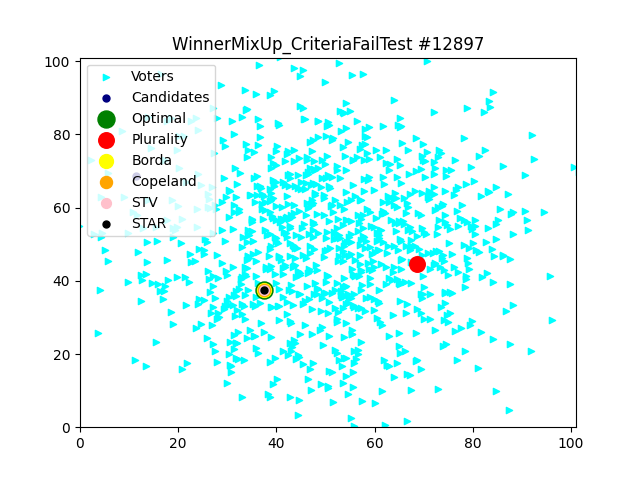 WinnerMixUp_CriteriaFailTest #12897
Voters
Candidates
Optimal
Plurality
Borda
Copeland
STV
STAR
100
80
60
40
20
0
0 20 40 60 80 100